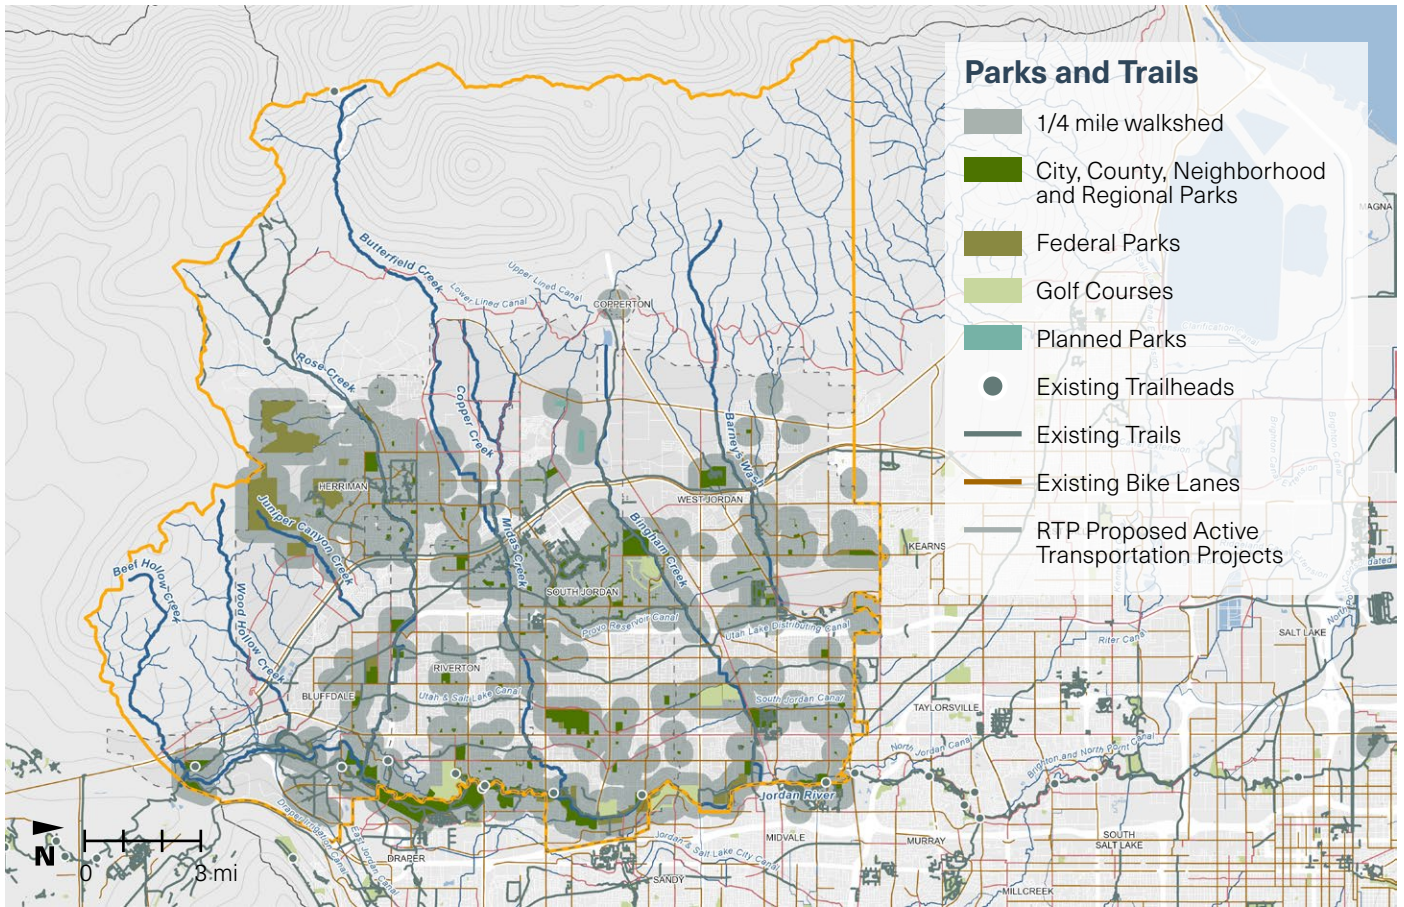 Parks and Trails
1/4 mile walkshed
City, County, Neighborhood
and Regional Parks
Federal Parks
Golf Courses
Planned Parks
Existing Trailheads
Existing Trails
Existing Bike Lanes
RTP Proposed Active
Transportation Projects
MAGNA
Butterfield Creek
Upper Lined Canal
Lower Lined Canal
COPPERTON
Rose Creek
Copper Creek
Barneys Wash
HERRIMAN
WEST JORDAN
Juniper Canyon Creek
Midas Creek
Bingham Creek
KEARNS
Beef Hollow Creek
Wood Hollow Creek
SOUTH JORDAN
Provo Reservoir Canal
Utah Lake Distributing Canal
Riter Canal
SALT LAKE
RIVERTON
BLUFFDALE
Utah & Salt Lake Canal
South Jordan Canal
TAYLORSVILLE
North Jordan Canal
Brighton and North Point Canal
Jordan River
Draper Irrigation Canal
East Jordan Canal
DRAPER
Jordan & Salt Lake City Canal
MIDVALE
MURRAY
SOUTH
SALT LAKE
SANDY
MILLCREEK
N
0
3 mi